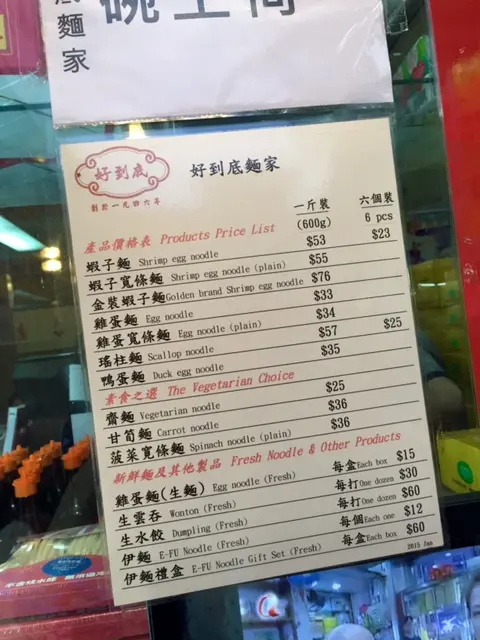 麵
家
好到底
創於一九四六年
好到底麵家
一斤裝 六個裝
產品價格表 Products Price List (600g) 6 pcs
蝦子麵 Shrimp egg noodle $53 $23
蝦子寬條麵 Shrimp egg noodle (plain) $55
金裝蝦子麵 Golden brand Shrimp egg noodle $76
雞蛋麵 Egg noodle $33
雞蛋寬條麵 Egg noodle (plain) $34
瑤柱麵 Scallop noodle $57 $25
鴨蛋麵 Duck egg noodle $35
素食之選 The Vegetarian Choice
齋麵 Vegetarian noodle $25
甘筍麵 Carrot noodle $36
菠菜寬條麵 Spinach noodle (plain) $36
新鮮麵及其他製品 Fresh Noodle & Other Products
雞蛋麵(生麵) Egg noodle (Fresh) 每盒 Each box $15
生雲吞 Wonton (Fresh) 每打 One dozen $30
生水餃 Dumpling (Fresh) 每打 One dozen $60
伊麵 E-FU Noodle (Fresh) 每個 Each one $12
伊麵禮盒 E-FU Noodle Gift Set (Fresh) 每盒 Each box $60
2015 Jan